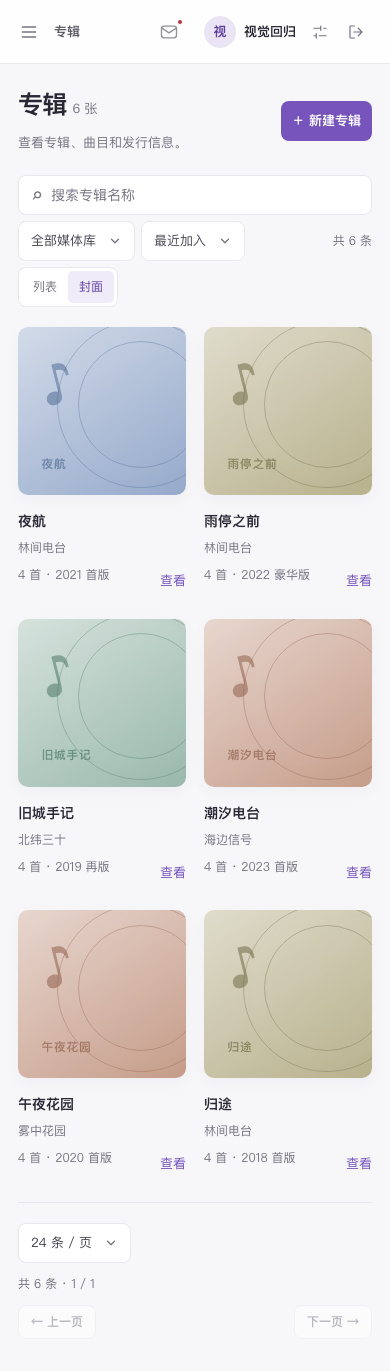 专辑
视 视觉回归
专辑 6 张
查看专辑、曲目和发行信息。
+ 新建专辑
搜索专辑名称
全部媒体库 最近加入 共 6 条
列表 封面
夜航 雨停之前
夜航 雨停之前
林间电台 林间电台
4 首 · 2021 首版 查看 4 首 · 2022 豪华版 查看
旧城手记 潮汐电台
旧城手记 潮汐电台
北纬三十 海边信号
4 首 · 2019 再版 查看 4 首 · 2023 首版 查看
午夜花园 归途
午夜花园 归途
雾中花园 林间电台
4 首 · 2020 首版 查看 4 首 · 2018 首版 查看
24 条 / 页
共 6 条 · 1 / 1
← 上一页 下一页 →